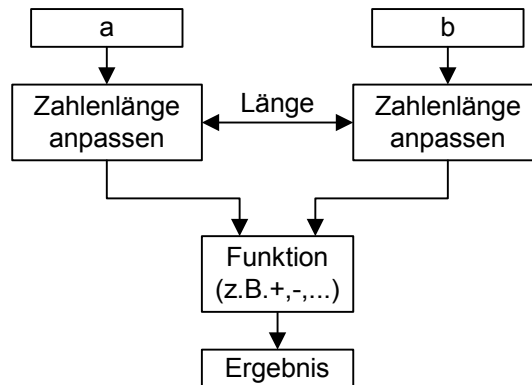 a
b
Zahlenlänge
anpassen
Länge
Zahlenlänge
anpassen
Funktion
(z.B.+,-,...)
Ergebnis